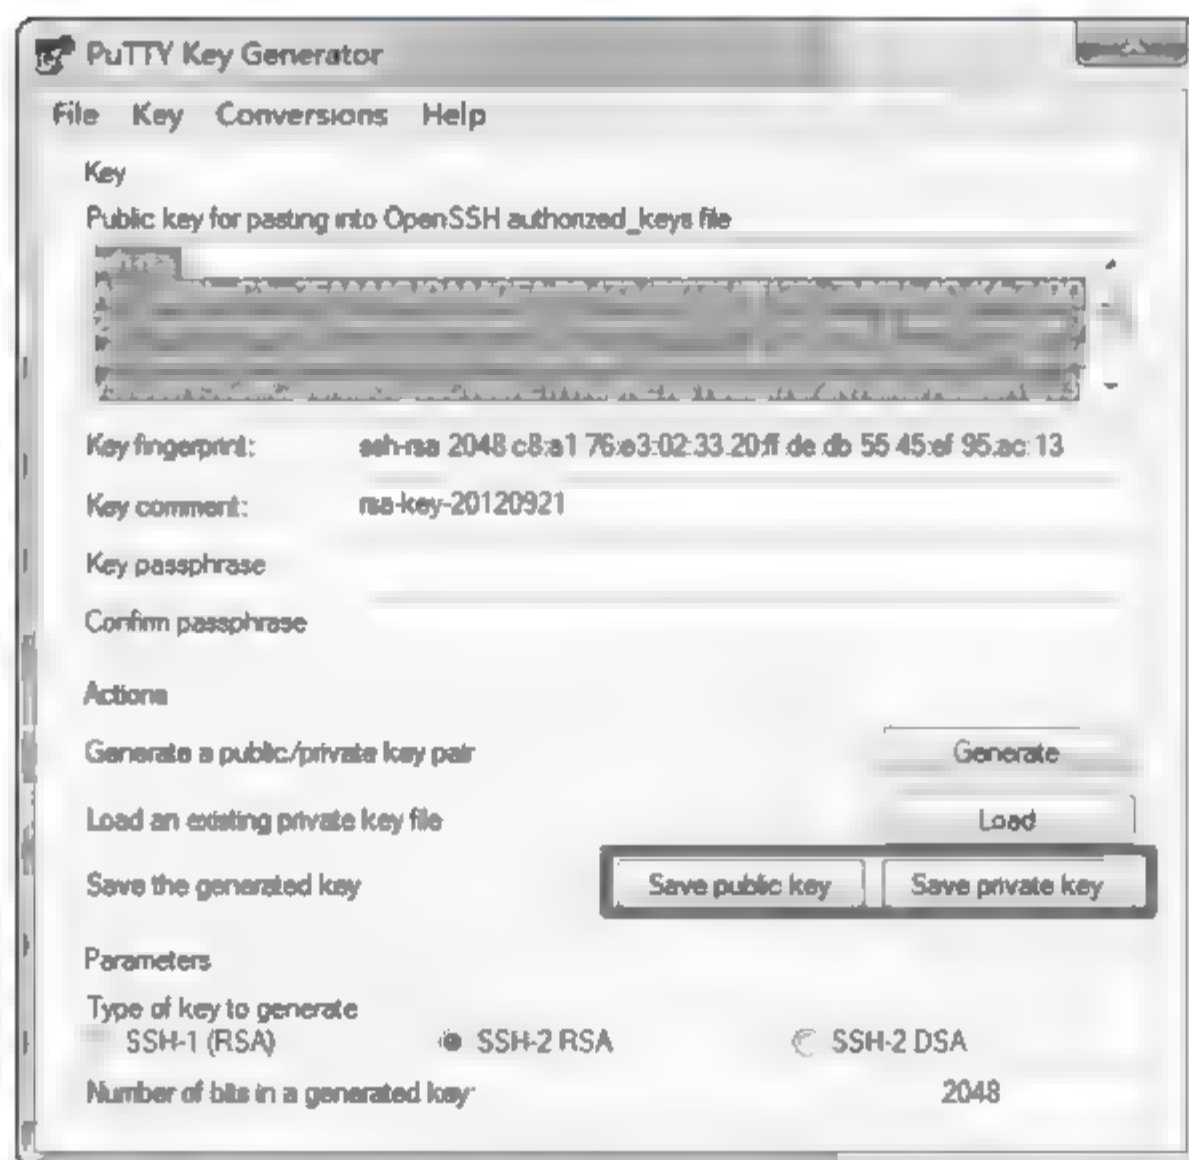 PuTTY Key Generator
File Key Conversions Help
Key
Public key for pasting into OpenSSH authorized_keys file
Key fingerprint: ssh-rsa 2048 c8:a1 76:e3:02:33 20:ff de db 55 45:ef 95:ac:13
Key comment: rsa-key-20120921
Key passphrase
Confirm passphrase
Actions
Generate a public/private key pair Generate
Load an existing private key file Load
Save the generated key Save public key Save private key
Parameters
Type of key to generate
SSH-1 (RSA) SSH-2 RSA SSH-2 DSA
Number of bits in a generated key: 2048